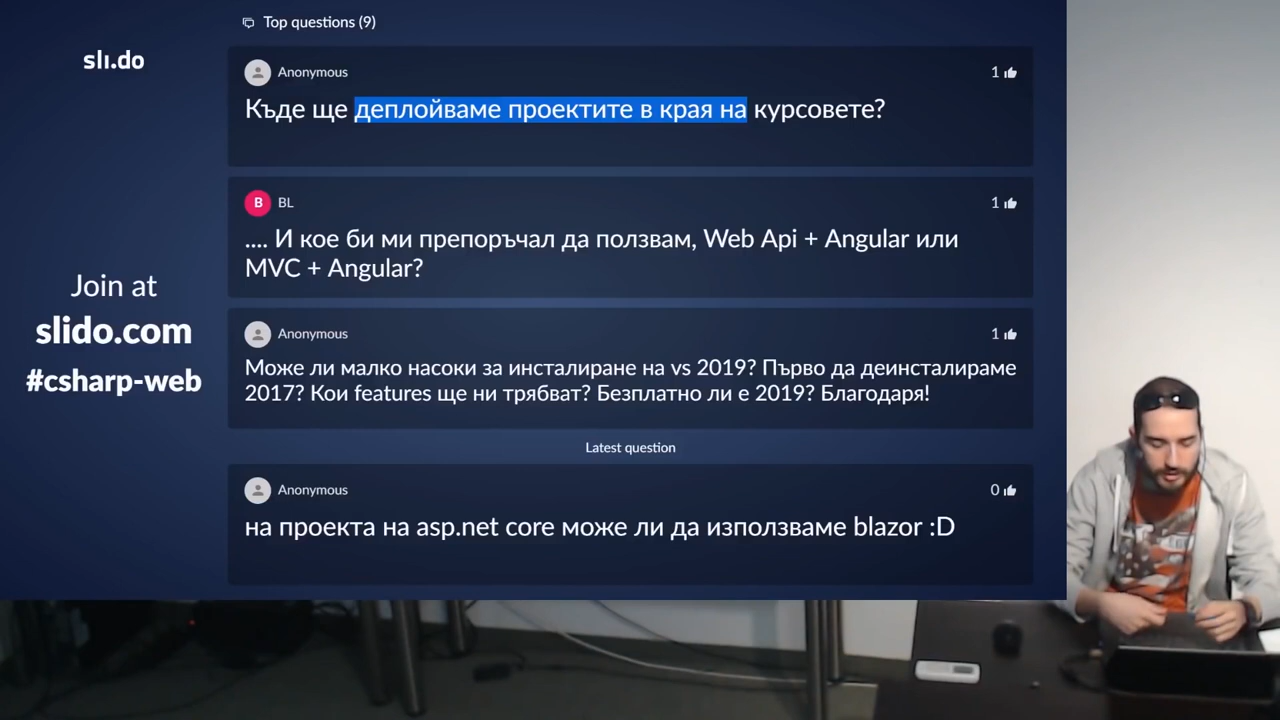 Top questions (9)
sli.do
Anonymous
1
Къде ще деплойваме проектите в края на курсовете?
B BL
1
.... И кое би ми препоръчал да ползвам, Web Api + Angular или
MVC + Angular?
Join at
slido.com
#csharp-web
Anonymous
1
Може ли малко насоки за инсталиране на vs 2019? Първо да деинсталираме
2017? Кои features ще ни трябват? Безплатно ли е 2019? Благодаря!
Latest question
Anonymous
0
на проекта на asp.net core може ли да използваме blazor :D